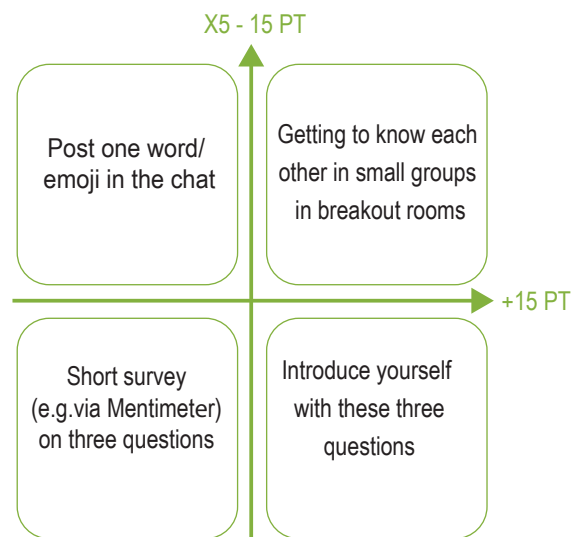 X5 - 15 PT
Post one word/
emoji in the chat
Getting to know each
other in small groups
in breakout rooms
+15 PT
Short survey
(e.g.via Mentimeter)
on three questions
Introduce yourself
with these three
questions